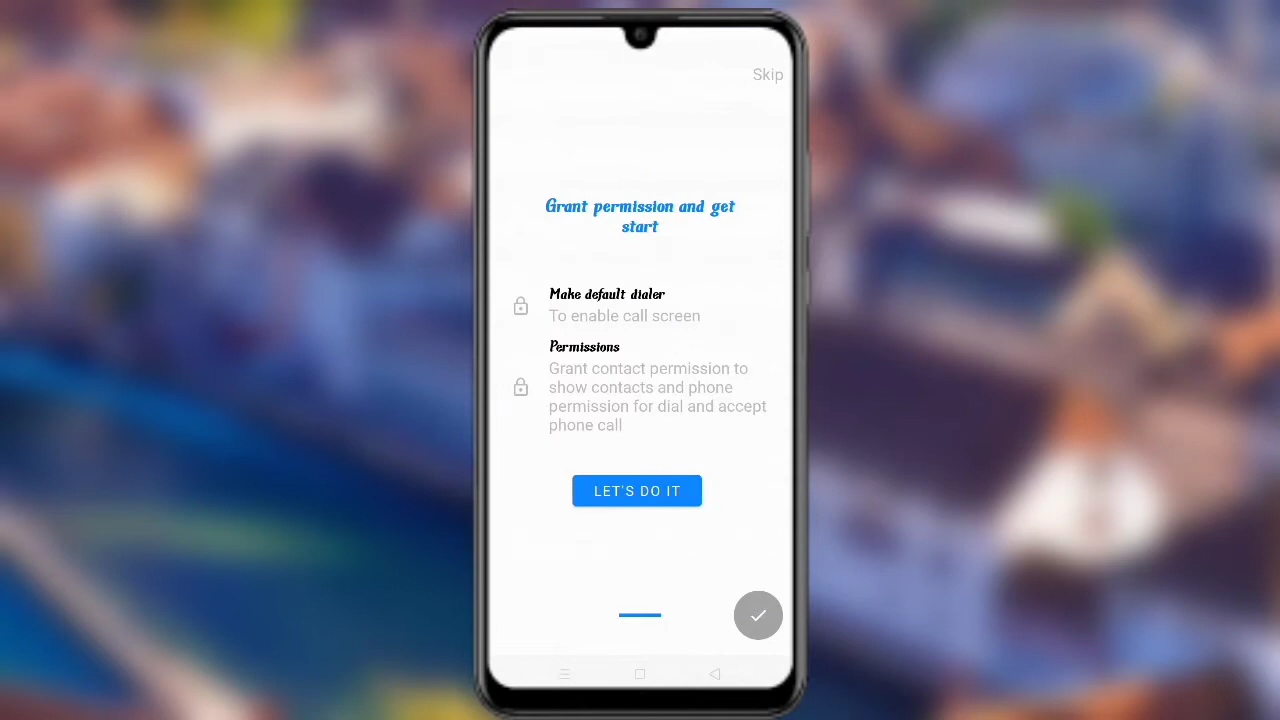 Skip
Grant permission and get
start
Make default dialer
To enable call screen
Permissions
Grant contact permission to
show contacts and phone
permission for dial and accept
phone call
LET'S DO IT